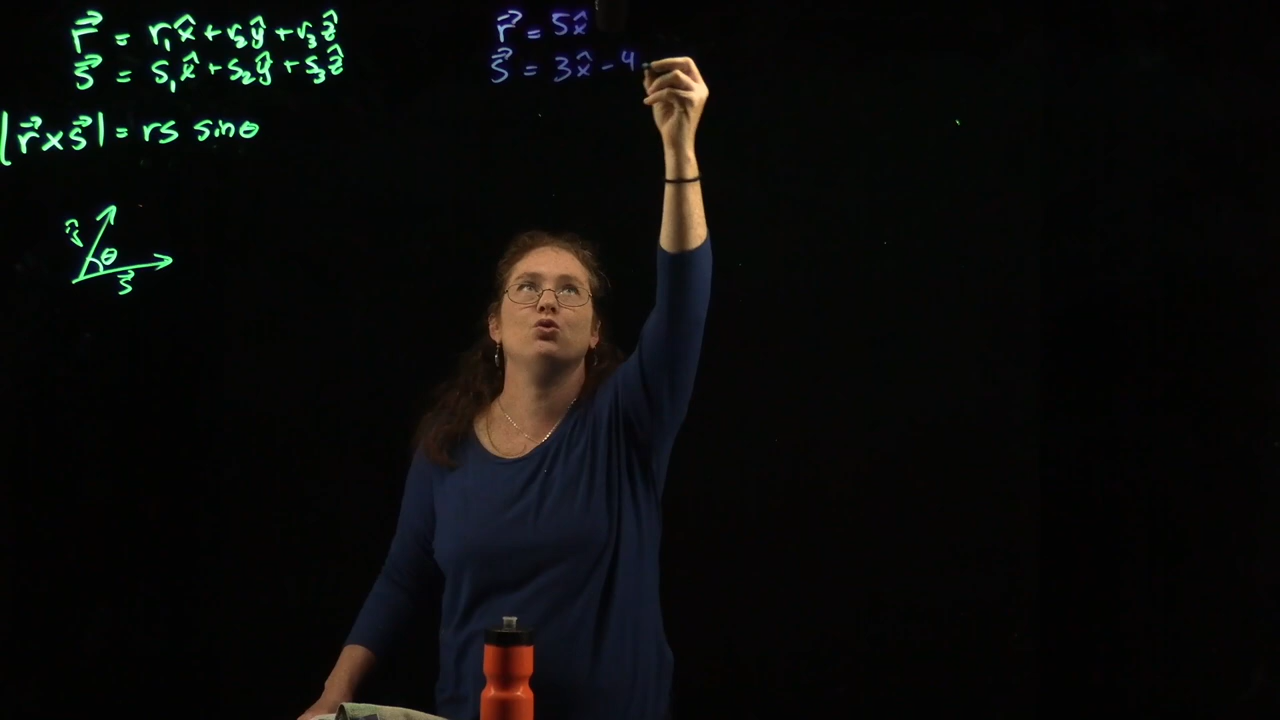 r⃗ = r₁x̂ + r₂ŷ + r₃ẑ
s⃗ = s₁x̂ + s₂ŷ + s₃ẑ
|r⃗ × s⃗| = rs sinθ
θ
s⃗
r⃗ = 5x̂
s⃗ = 3x̂ - 4